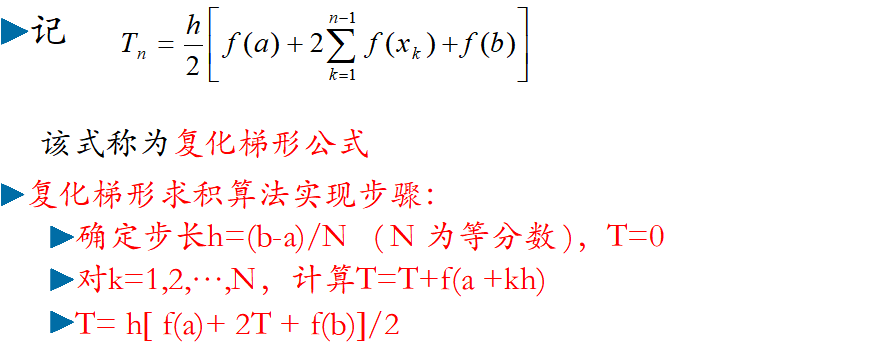 记 T_n = \frac{h}{2}\left[ f(a) + 2\sum_{k=1}^{n-1} f(x_k) + f(b) \right]
该式称为复化梯形公式
复化梯形求积算法实现步骤:
确定步长h=(b-a)/N (N 为等分数), T=0
对k=1,2,⋯,N, 计算T=T+f(a +kh)
T= h[ f(a)+ 2T + f(b)]/2